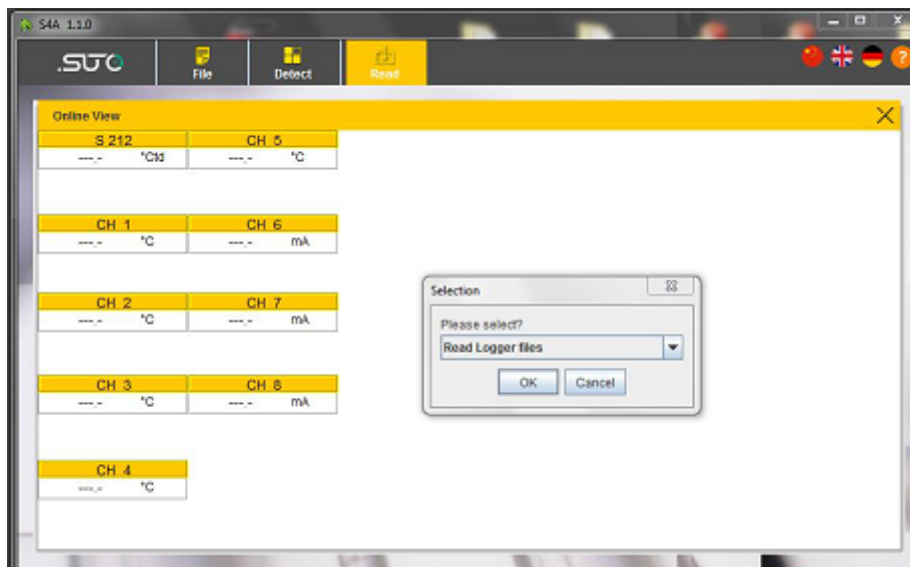 S4A 1.1.0
.SUTO
File
Detect
Read
?
Online View
S 212
CH 5
---.- °Ctd
---.- °C
CH 1
CH 6
---.- °C
---.- mA
CH 2
CH 7
---.- °C
---.- mA
CH 3
CH 8
---.- °C
---.- mA
CH 4
---.- °C
Selection
Please select?
Read Logger files
OK
Cancel